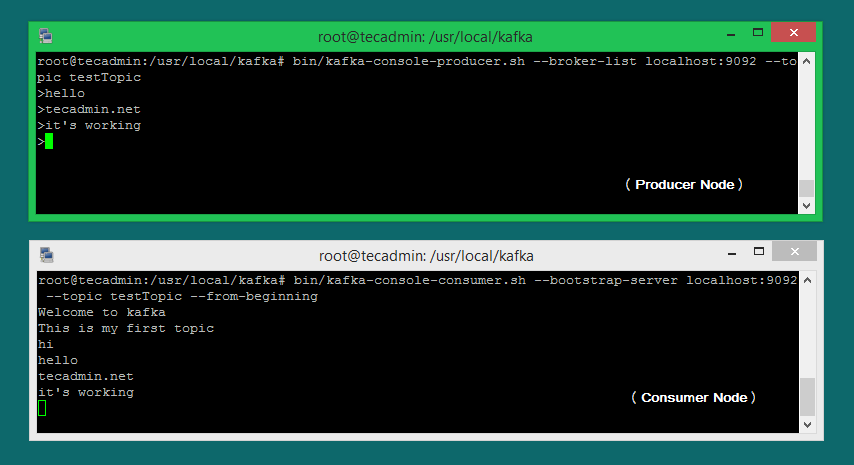 root@tecadmin: /usr/local/kafka
root@tecadmin:/usr/local/kafka# bin/kafka-console-producer.sh --broker-list localhost:9092 --to
pic testTopic
>hello
>tecadmin.net
>it's working
>
( Producer Node )
root@tecadmin: /usr/local/kafka
root@tecadmin:/usr/local/kafka# bin/kafka-console-consumer.sh --bootstrap-server localhost:9092
 --topic testTopic --from-beginning
Welcome to kafka
This is my first topic
hi
hello
tecadmin.net
it's working
( Consumer Node )